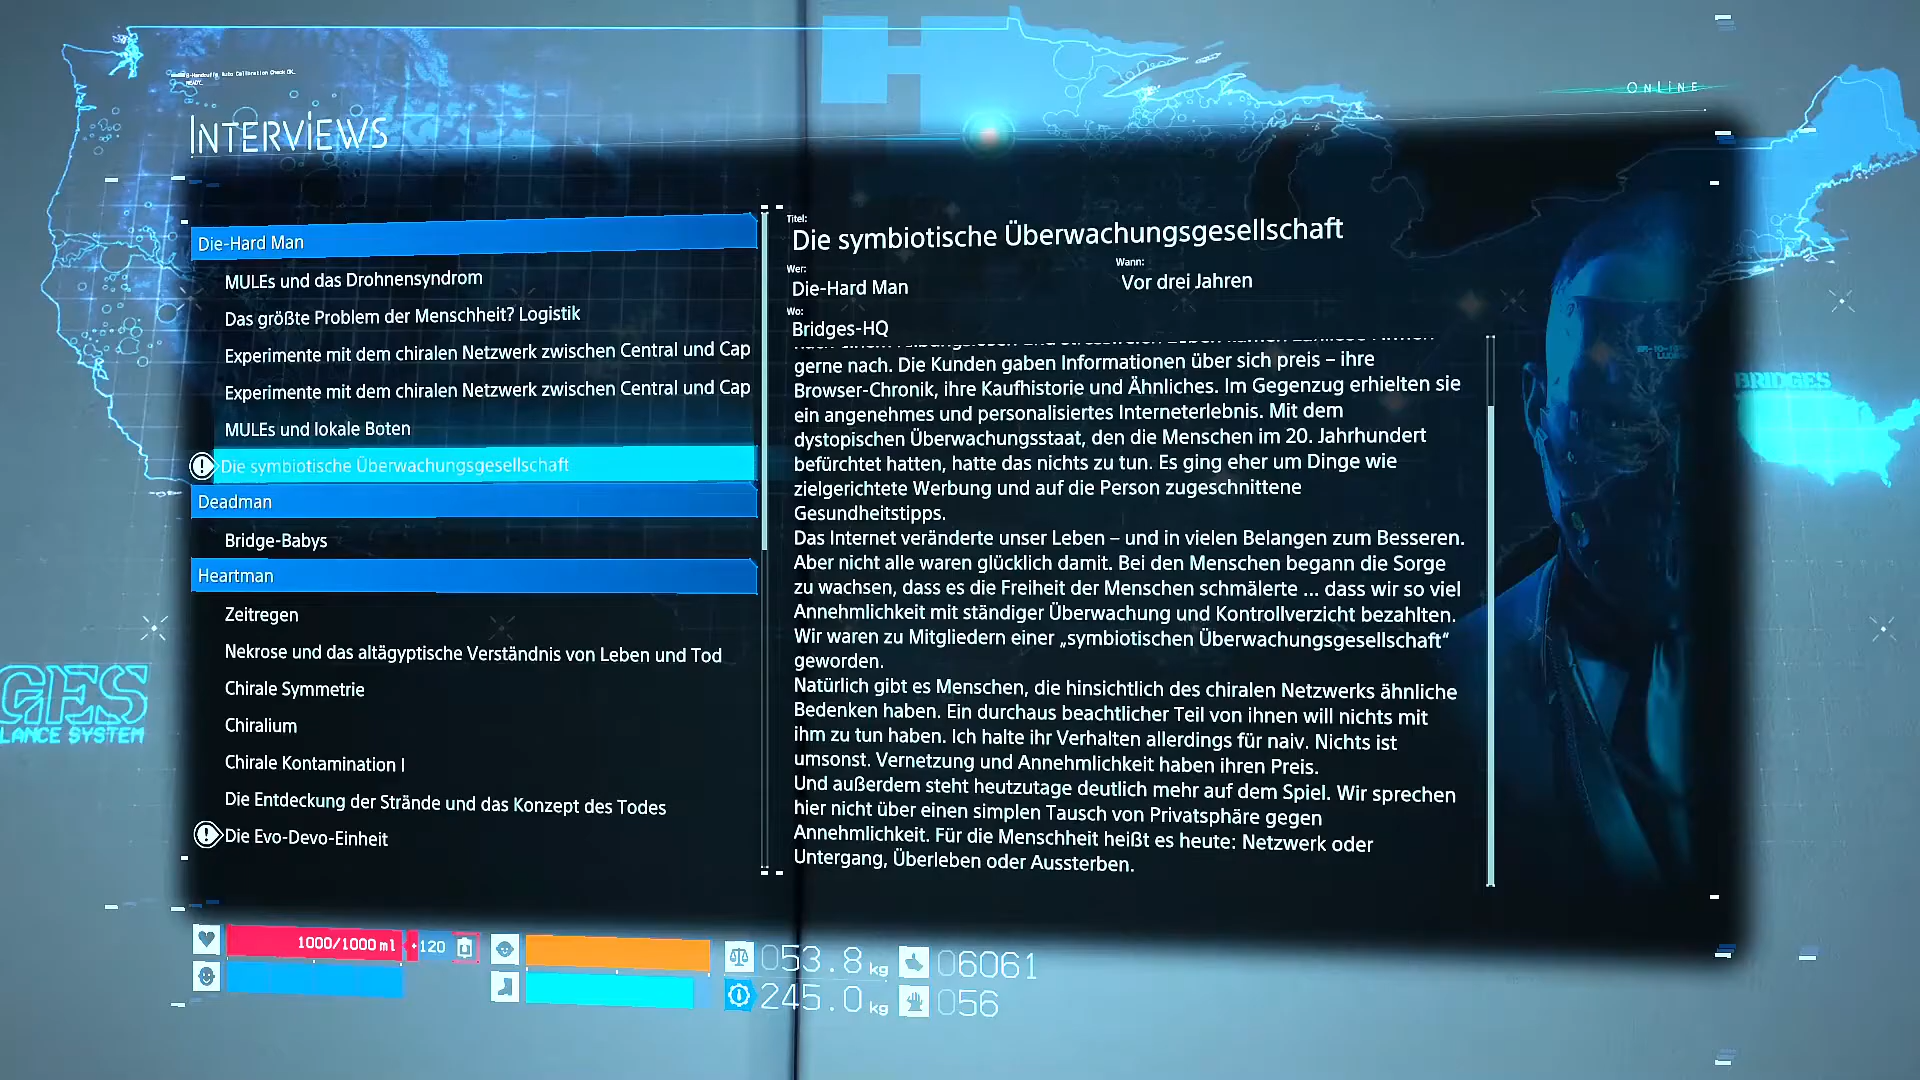 Bridges-Handcuffs Auto Calibration Check OK.
READY.
INTERVIEWS
ONLINE
Die-Hard Man
MULEs und das Drohnensyndrom
Das größte Problem der Menschheit? Logistik
Experimente mit dem chiralen Netzwerk zwischen Central und Cap
Experimente mit dem chiralen Netzwerk zwischen Central und Cap
MULEs und lokale Boten
Die symbiotische Überwachungsgesellschaft
Deadman
Bridge-Babys
Heartman
Zeitregen
Nekrose und das altägyptische Verständnis von Leben und Tod
Chirale Symmetrie
Chiralium
Chirale Kontamination I
Die Entdeckung der Strände und das Konzept des Todes
Die Evo-Devo-Einheit
Titel:
Die symbiotische Überwachungsgesellschaft
Wer:
Die-Hard Man
Wann:
Vor drei Jahren
Wo:
Bridges-HQ
gerne nach. Die Kunden gaben Informationen über sich preis – ihre
Browser-Chronik, ihre Kaufhistorie und Ähnliches. Im Gegenzug erhielten sie
ein angenehmes und personalisiertes Interneterlebnis. Mit dem
dystopischen Überwachungsstaat, den die Menschen im 20. Jahrhundert
befürchtet hatten, hatte das nichts zu tun. Es ging eher um Dinge wie
zielgerichtete Werbung und auf die Person zugeschnittene
Gesundheitstipps.
Das Internet veränderte unser Leben – und in vielen Belangen zum Besseren.
Aber nicht alle waren glücklich damit. Bei den Menschen begann die Sorge
zu wachsen, dass es die Freiheit der Menschen schmälerte ... dass wir so viel
Annehmlichkeit mit ständiger Überwachung und Kontrollverzicht bezahlten.
Wir waren zu Mitgliedern einer „symbiotischen Überwachungsgesellschaft“
geworden.
Natürlich gibt es Menschen, die hinsichtlich des chiralen Netzwerks ähnliche
Bedenken haben. Ein durchaus beachtlicher Teil von ihnen will nichts mit
ihm zu tun haben. Ich halte ihr Verhalten allerdings für naiv. Nichts ist
umsonst. Vernetzung und Annehmlichkeit haben ihren Preis.
Und außerdem steht heutzutage deutlich mehr auf dem Spiel. Wir sprechen
hier nicht über einen simplen Tausch von Privatsphäre gegen
Annehmlichkeit. Für die Menschheit heißt es heute: Netzwerk oder
Untergang, Überleben oder Aussterben.
BRIDGES
GES
LANCE SYSTEM
1000/1000 ml
+120
053.8 kg
06061
245.0 kg
056